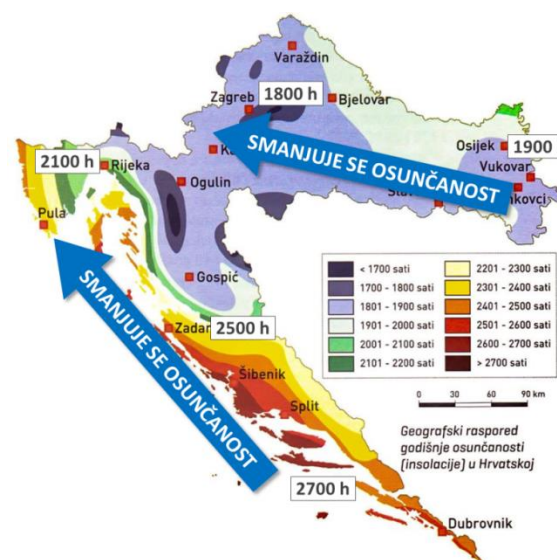 Varaždin
Zagreb
1800 h
Bjelovar
2100 h
Rijeka
SMANJUJE SE OSUNČANOST
Osijek
1900
Vukovar
Ogulin
Pula
Gospić
SMANJUJE SE OSUNČANOST
Zadar
2500 h
Šibenik
Split
2700 h
Dubrovnik
< 1700 sati
1700 - 1800 sati
1801 - 1900 sati
1901 - 2000 sati
2001 - 2100 sati
2101 - 2200 sati
2201 - 2300 sati
2301 - 2400 sati
2401 - 2500 sati
2501 - 2600 sati
2600 - 2700 sati
> 2700 sati
0 90 km
Geografski raspored
godišnje osunčanosti
(insolacije) u Hrvatskoj